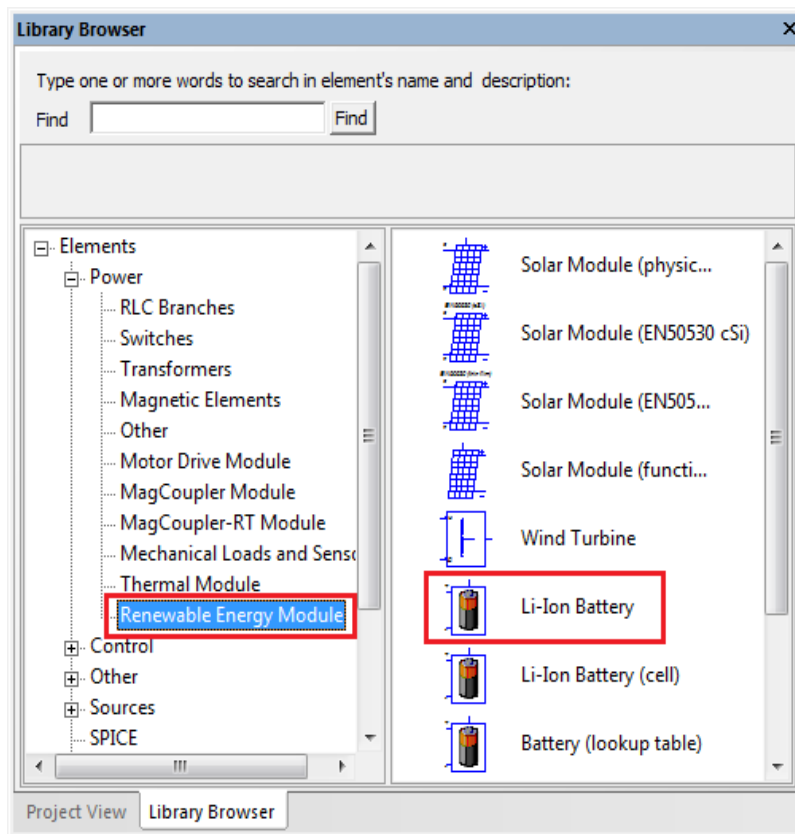 Library Browser
Type one or more words to search in element's name and description:
Find
Find
Elements
Power
RLC Branches
Switches
Transformers
Magnetic Elements
Other
Motor Drive Module
MagCoupler Module
MagCoupler-RT Module
Mechanical Loads and Senso
Thermal Module
Renewable Energy Module
Control
Other
Sources
SPICE
Solar Module (physic...
EN50530 (cSi)
Solar Module (EN50530 cSi)
Solar Module (EN505...
Solar Module (functi...
Wind Turbine
Li-Ion Battery
Li-Ion Battery (cell)
Battery (lookup table)
Project View
Library Browser